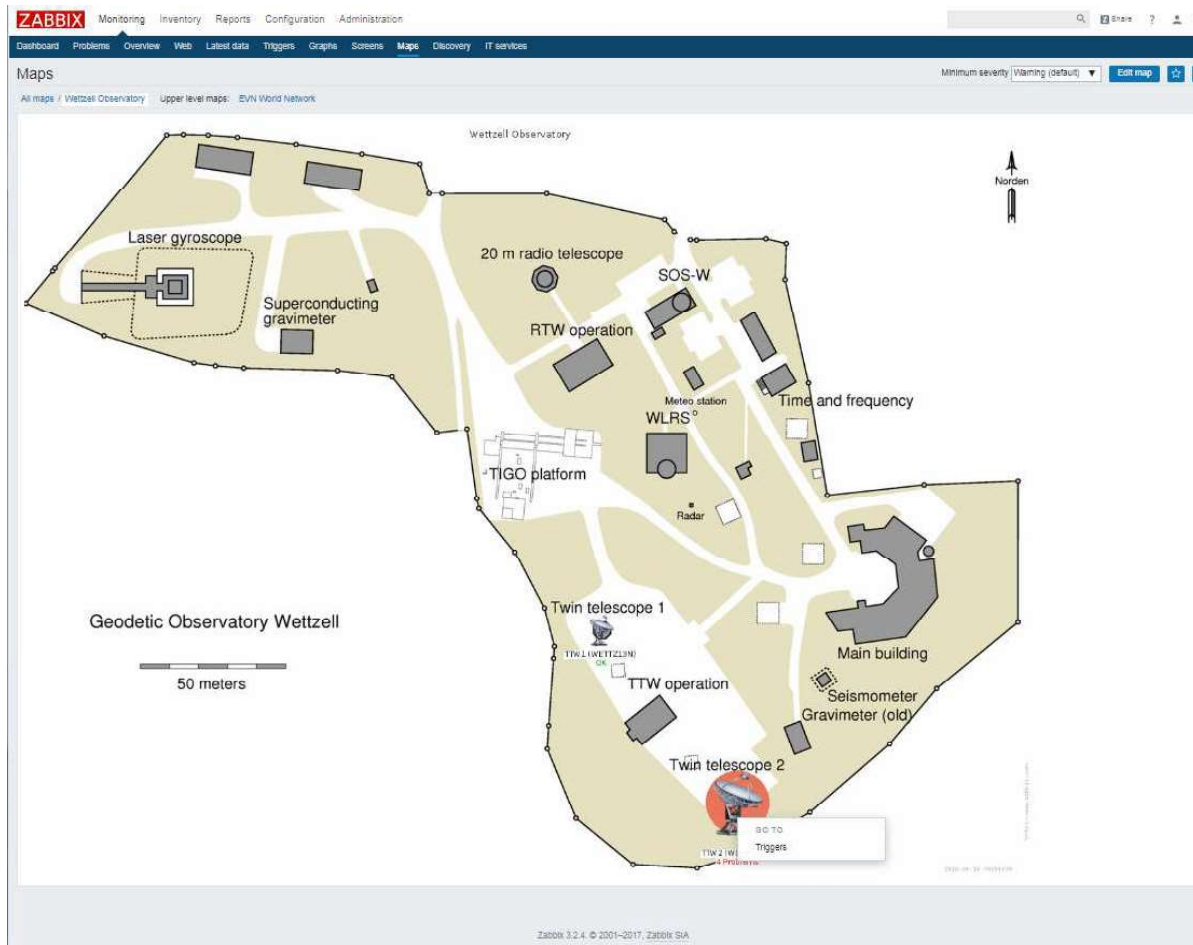 ZABBIX Monitoring Inventory Reports Configuration Administration
Share ?
Dashboard Problems Overview Web Latest data Triggers Graphs Screens Maps Discovery IT services
Maps
Minimum severity Warning (default) Edit map
All maps / Wettzell Observatory Upper level maps: EVN World Network
Wettzell Observatory
Norden
Laser gyroscope
20 m radio telescope
SOS-W
Superconducting
gravimeter
RTW operation
Meteo station
Time and frequency
WLRS
TIGO platform
Radar
Twin telescope 1
Geodetic Observatory Wettzell
TTW1 (WETTZ13N)
OK
Main building
50 meters
TTW operation
Seismometer
Gravimeter (old)
Twin telescope 2
GO TO
Triggers
TTW2
4 Problems
Zabbix 3.2.4. © 2001–2017, Zabbix SIA